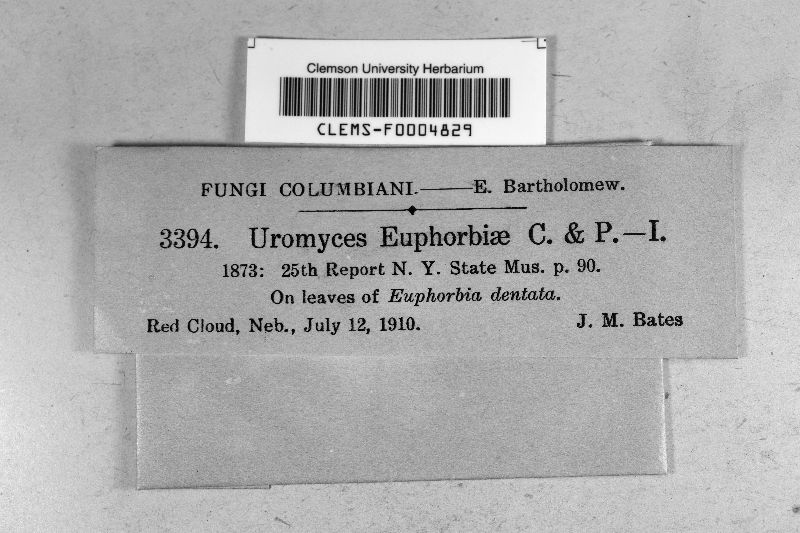 Clemson University Herbarium
CLEMS-F0004829
FUNGI COLUMBIANI.——E. Bartholomew.
3394. Uromyces Euphorbiæ C. & P.—I.
1873: 25th Report N. Y. State Mus. p. 90.
On leaves of Euphorbia dentata.
Red Cloud, Neb., July 12, 1910. J. M. Bates